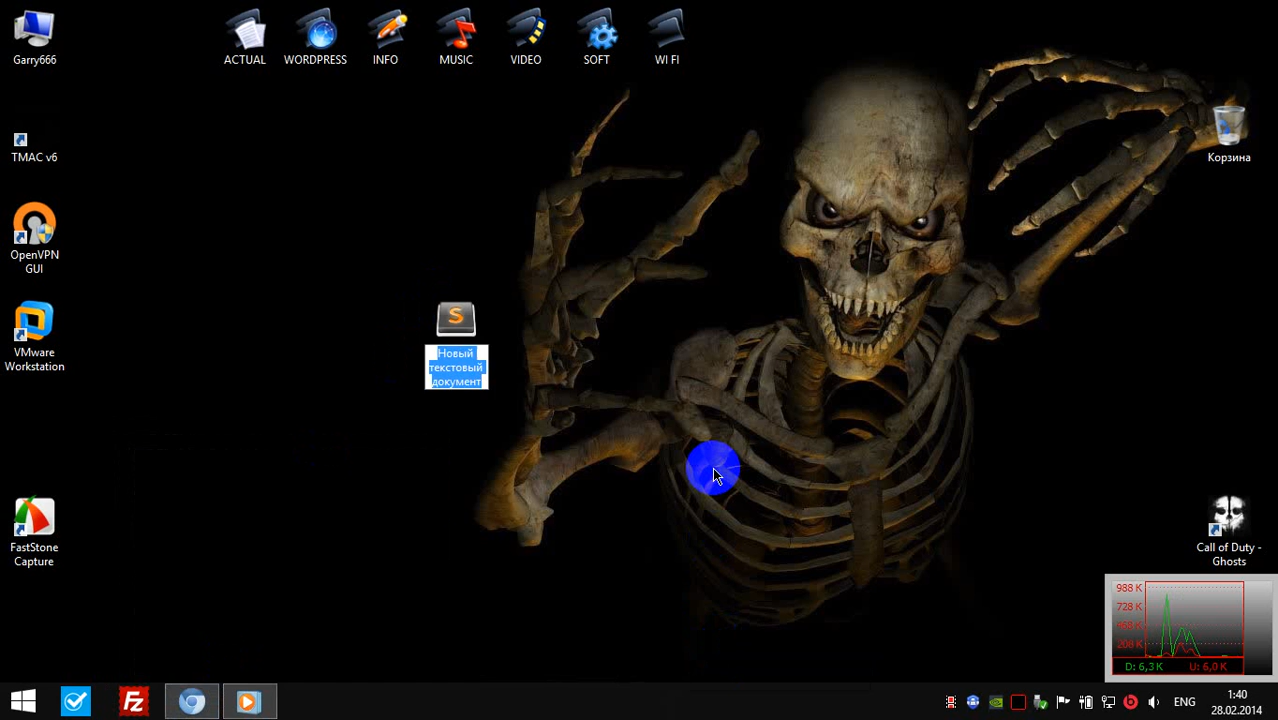 Garry666
ACTUAL
WORDPRESS
INFO
MUSIC
VIDEO
SOFT
WI FI
TMAC v6
Корзина
OpenVPN
GUI
S
Новый
текстовый
документ
VMware
Workstation
FastStone
Capture
Call of Duty -
Ghosts
988 K
728 K
468 K
208 K
D: 6,3 K
U: 6,0 K
Fz
ENG
1:40
28.02.2014